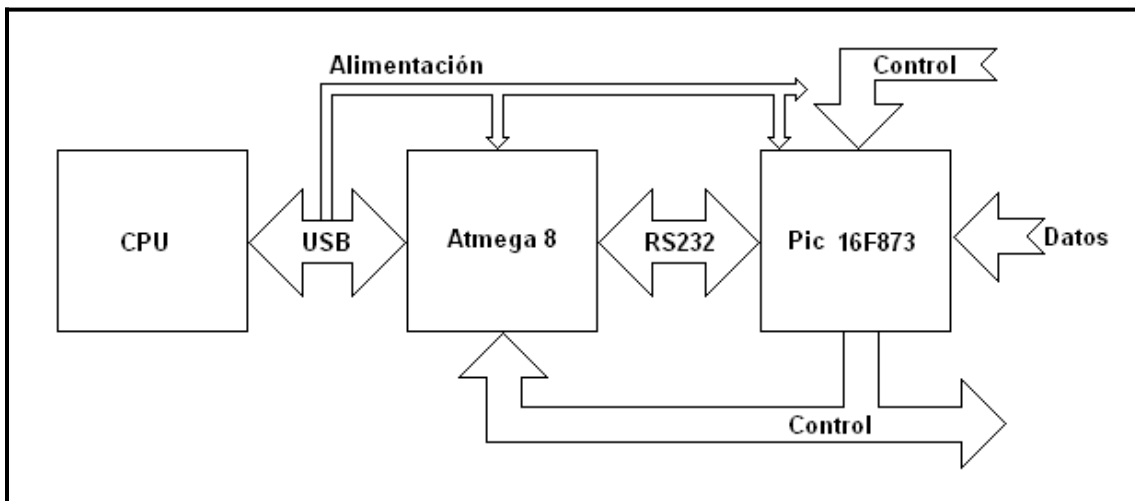 Alimentación
Control
CPU
USB
Atmega 8
RS232
Pic 16F873
Datos
Control